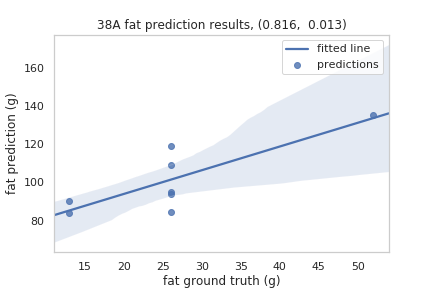 38A fat prediction results, (0.816,  0.013)
fitted line
predictions
fat prediction (g)
160
140
120
100
80
15 20 25 30 35 40 45 50
fat ground truth (g)